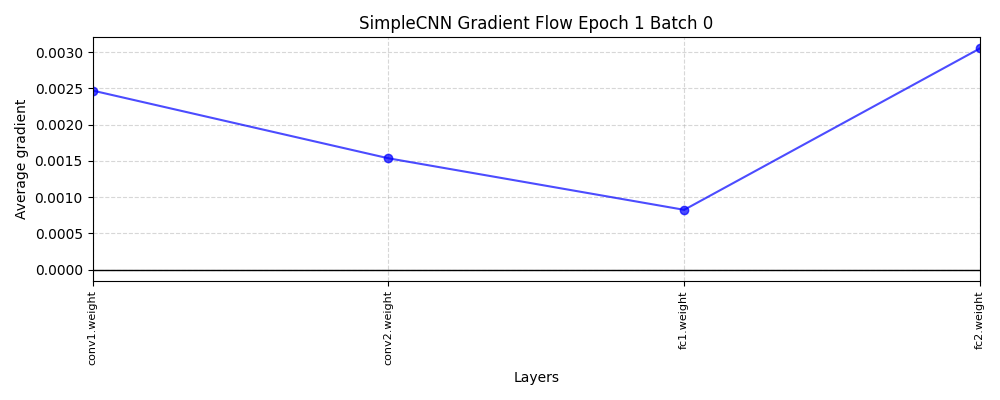 SimpleCNN Gradient Flow Epoch 1 Batch 0
Average gradient
0.0030
0.0025
0.0020
0.0015
0.0010
0.0005
0.0000
conv1.weight
conv2.weight
fc1.weight
fc2.weight
Layers